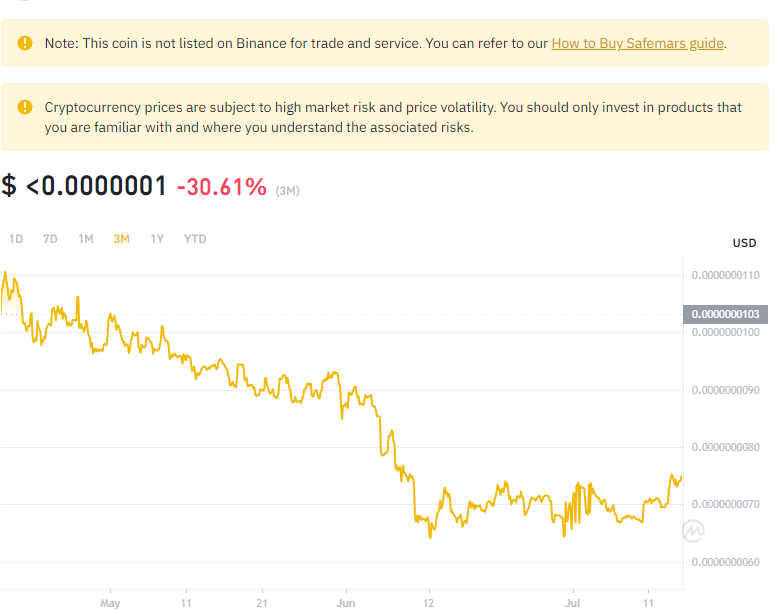 Note: This coin is not listed on Binance for trade and service. You can refer to our How to Buy Safemars guide.
Cryptocurrency prices are subject to high market risk and price volatility. You should only invest in products that
you are familiar with and where you understand the associated risks.
$ <0.0000001 -30.61% (3M)
1D 7D 1M 3M 1Y YTD
USD
0.0000000110
0.0000000103
0.0000000100
0.0000000090
0.0000000080
0.0000000070
0.0000000060
May 11 21 Jun 12 Jul 11